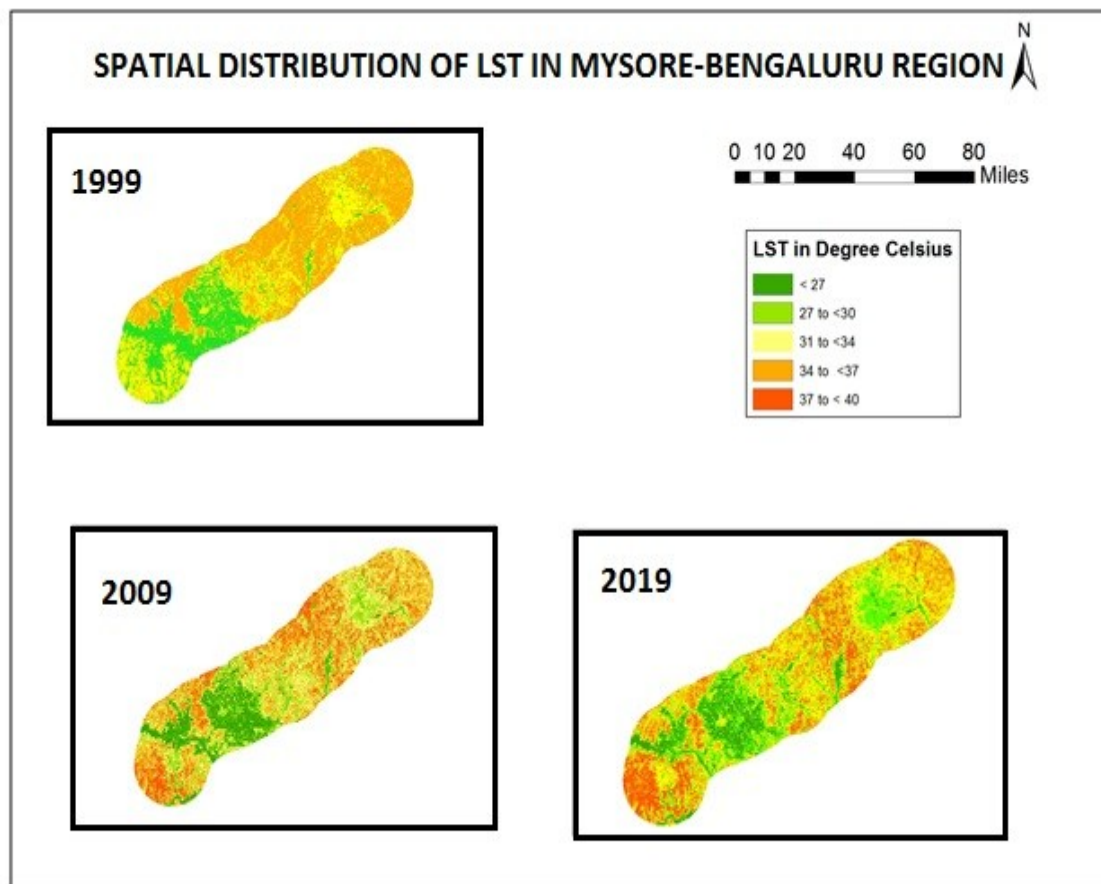 N
SPATIAL DISTRIBUTION OF LST IN MYSORE-BENGALURU REGION
1999
0 10 20 40 60 80
Miles
LST in Degree Celsius
< 27
27 to <30
31 to <34
34 to <37
37 to < 40
2009
2019